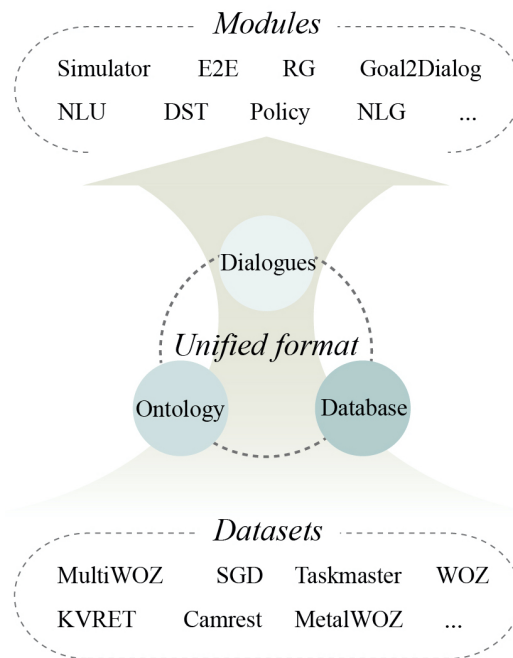 Modules
Simulator E2E RG Goal2Dialog
NLU DST Policy NLG ...
Dialogues
Unified format
Ontology Database
Datasets
MultiWOZ SGD Taskmaster WOZ
KVRET Camrest MetalWOZ ...